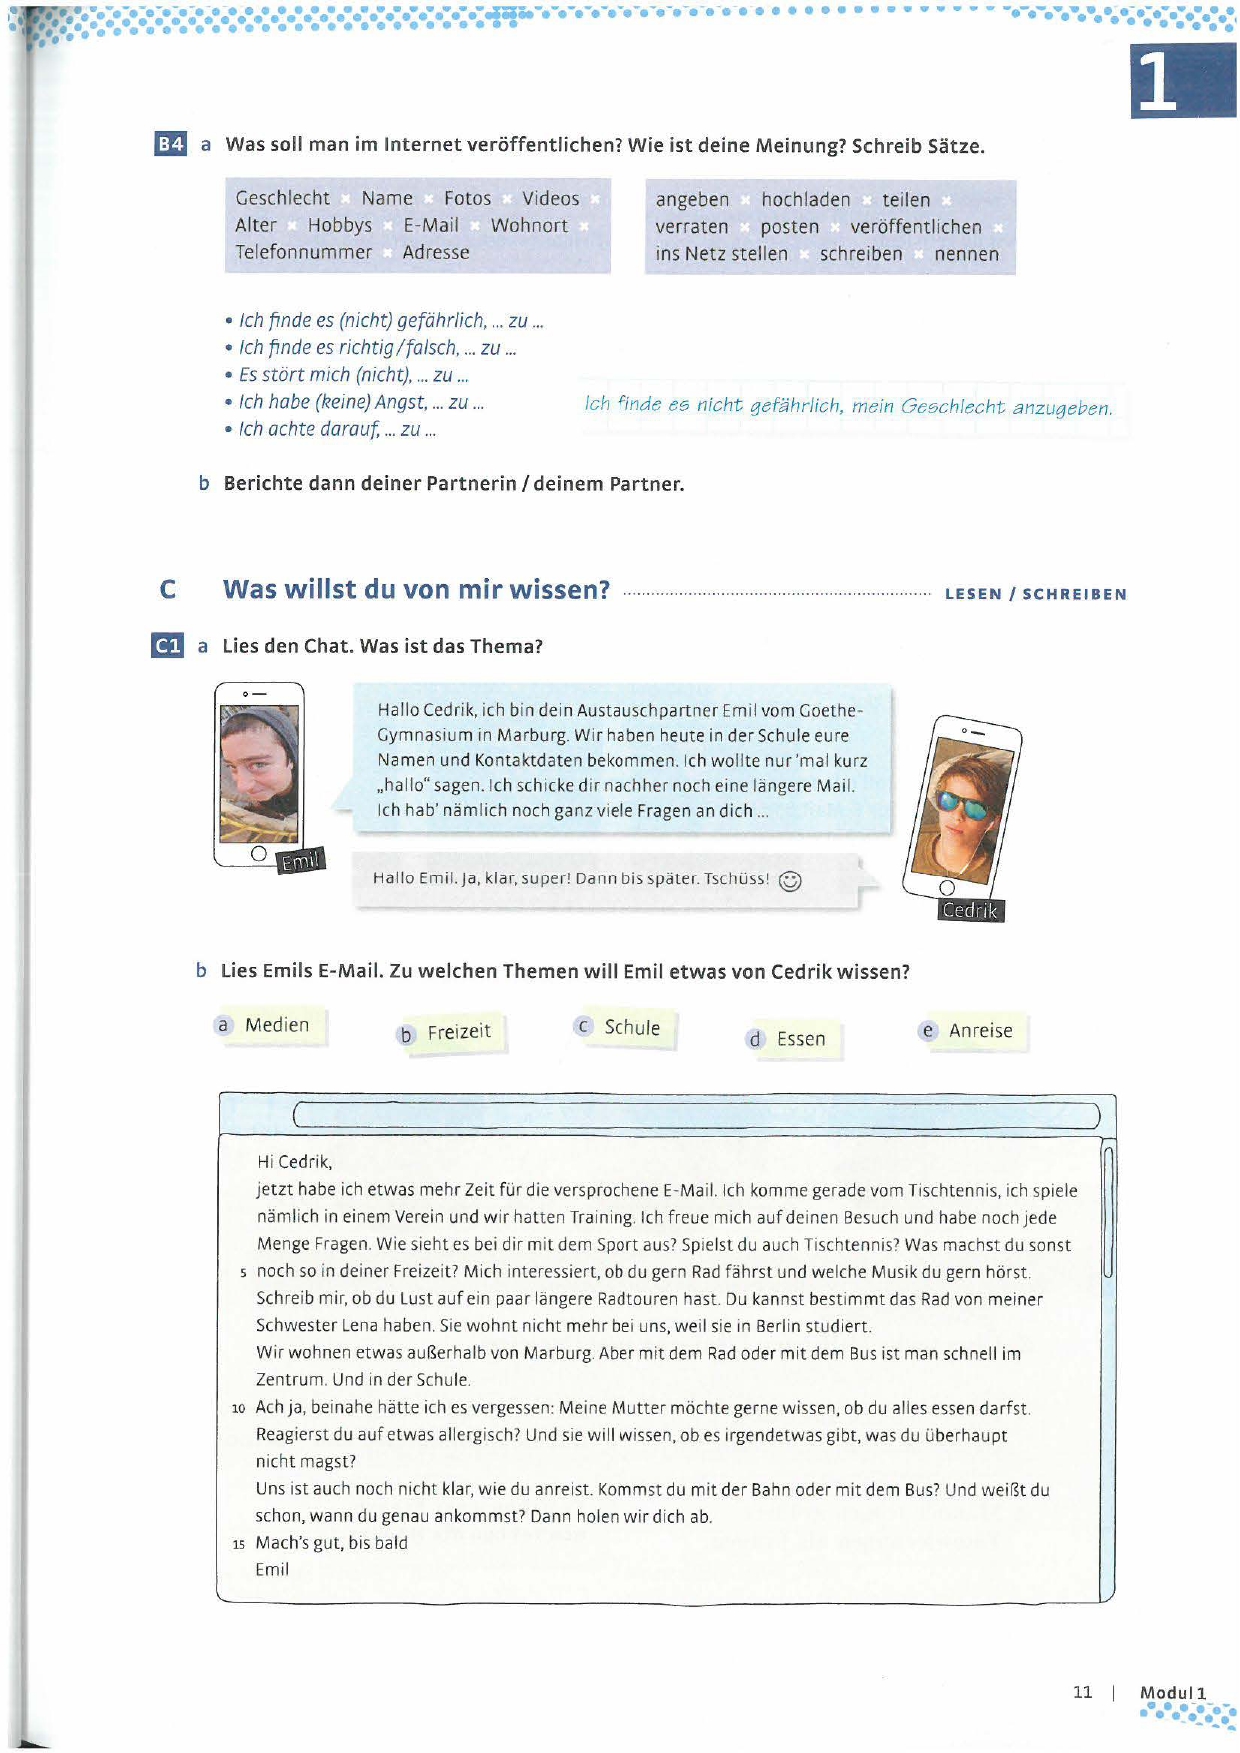 1
B4 a Was soll man im Internet veröffentlichen? Wie ist deine Meinung? Schreib Sätze.
Geschlecht × Name × Fotos × Videos ×
Alter × Hobbys × E-Mail × Wohnort ×
Telefonnummer × Adresse
angeben × hochladen × teilen ×
verraten × posten × veröffentlichen ×
ins Netz stellen × schreiben × nennen
• Ich finde es (nicht) gefährlich, ... zu ...
• Ich finde es richtig/falsch, ... zu ...
• Es stört mich (nicht), ... zu ...
• Ich habe (keine) Angst, ... zu ...
• Ich achte darauf, ... zu ...
Ich finde es nicht gefährlich, mein Geschlecht anzugeben.
b Berichte dann deiner Partnerin / deinem Partner.
C Was willst du von mir wissen? LESEN / SCHREIBEN
C1 a Lies den Chat. Was ist das Thema?
Hallo Cedrik, ich bin dein Austauschpartner Emil vom Goethe-
Gymnasium in Marburg. Wir haben heute in der Schule eure
Namen und Kontaktdaten bekommen. Ich wollte nur 'mal kurz
„hallo“ sagen. Ich schicke dir nachher noch eine längere Mail.
Ich hab' nämlich noch ganz viele Fragen an dich ...
Emil
Hallo Emil. Ja, klar, super! Dann bis später. Tschüss! ☺
Cedrik
b Lies Emils E-Mail. Zu welchen Themen will Emil etwas von Cedrik wissen?
a Medien
b Freizeit
c Schule
d Essen
e Anreise
Hi Cedrik,
jetzt habe ich etwas mehr Zeit für die versprochene E-Mail. Ich komme gerade vom Tischtennis, ich spiele
nämlich in einem Verein und wir hatten Training. Ich freue mich auf deinen Besuch und habe noch jede
Menge Fragen. Wie sieht es bei dir mit dem Sport aus? Spielst du auch Tischtennis? Was machst du sonst
5 noch so in deiner Freizeit? Mich interessiert, ob du gern Rad fährst und welche Musik du gern hörst.
Schreib mir, ob du Lust auf ein paar längere Radtouren hast. Du kannst bestimmt das Rad von meiner
Schwester Lena haben. Sie wohnt nicht mehr bei uns, weil sie in Berlin studiert.
Wir wohnen etwas außerhalb von Marburg. Aber mit dem Rad oder mit dem Bus ist man schnell im
Zentrum. Und in der Schule.
10 Ach ja, beinahe hätte ich es vergessen: Meine Mutter möchte gerne wissen, ob du alles essen darfst.
Reagierst du auf etwas allergisch? Und sie will wissen, ob es irgendetwas gibt, was du überhaupt
nicht magst?
Uns ist auch noch nicht klar, wie du anreist. Kommst du mit der Bahn oder mit dem Bus? Und weißt du
schon, wann du genau ankommst? Dann holen wir dich ab.
15 Mach's gut, bis bald
Emil
11 | Modul 1